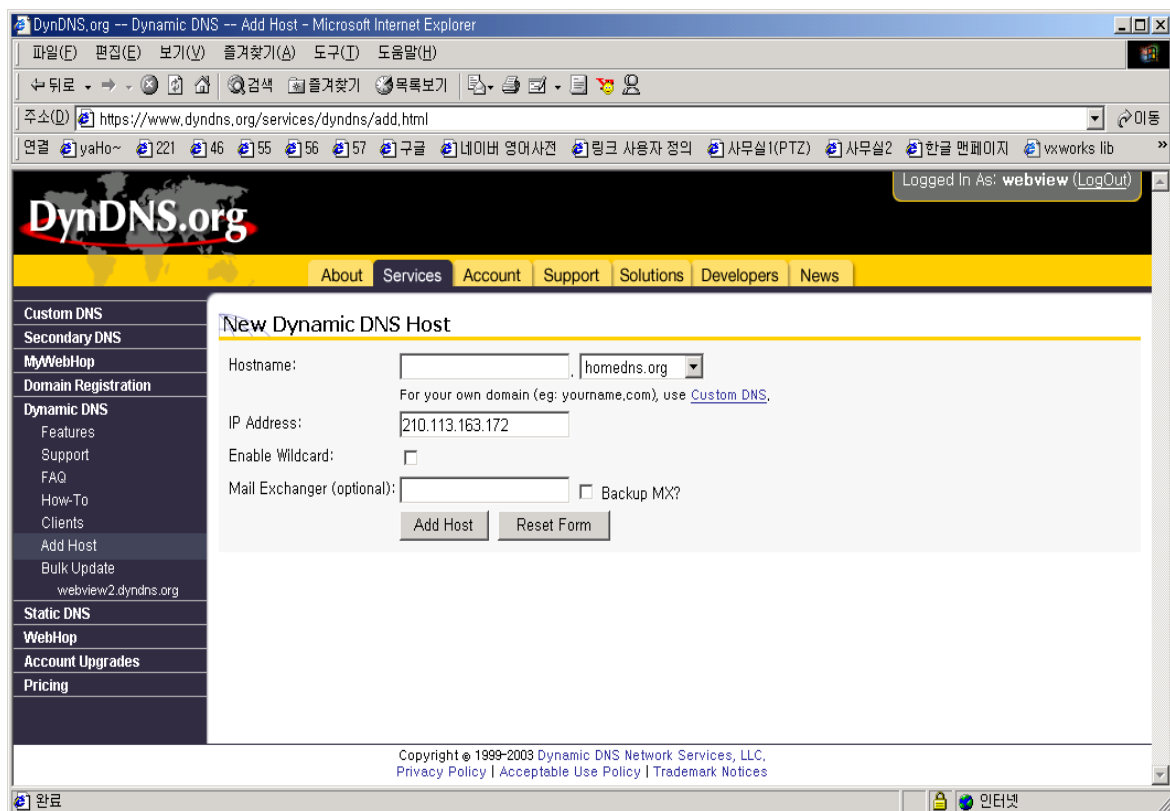 DynDNS.org -- Dynamic DNS -- Add Host - Microsoft Internet Explorer
파일(F) 편집(E) 보기(V) 즐겨찾기(A) 도구(T) 도움말(H)
뒤로 검색 즐겨찾기 목록보기
주소(D) https://www.dyndns.org/services/dyndns/add.html 이동
연결 yaHo~ 221 46 55 56 57 구글 네이버 영어사전 링크 사용자 정의 사무실1(PTZ) 사무실2 한글 맨페이지 vxworks lib »
Logged In As: webview (LogOut)
DynDNS.org
About Services Account Support Solutions Developers News
Custom DNS
Secondary DNS
MyWebHop
Domain Registration
Dynamic DNS
Features
Support
FAQ
How-To
Clients
Add Host
Bulk Update
webview2.dyndns.org
Static DNS
WebHop
Account Upgrades
Pricing
New Dynamic DNS Host
Hostname: . homedns.org
For your own domain (eg: yourname.com), use Custom DNS.
IP Address: 210.113.163.172
Enable Wildcard:
Mail Exchanger (optional): Backup MX?
Add Host Reset Form
Copyright © 1999-2003 Dynamic DNS Network Services, LLC.
Privacy Policy | Acceptable Use Policy | Trademark Notices
완료 인터넷